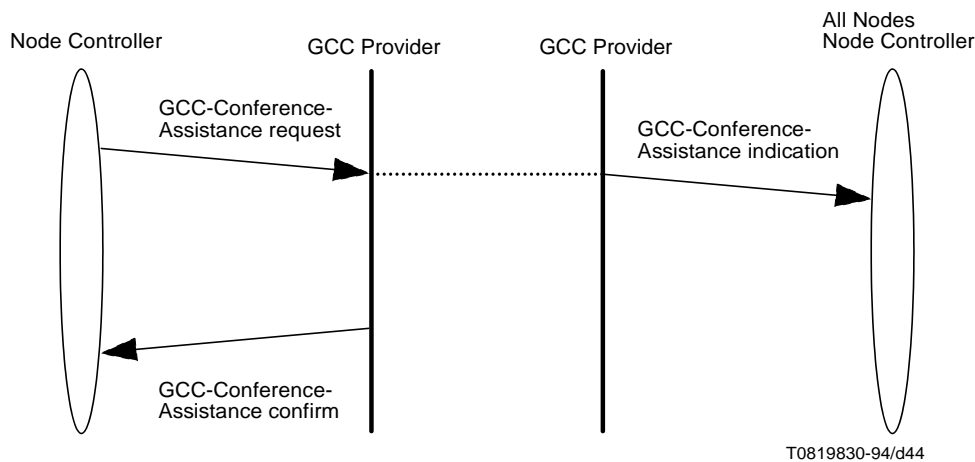 Node Controller
GCC Provider
GCC Provider
All Nodes
Node Controller
GCC-Conference-
Assistance request
GCC-Conference-
Assistance indication
GCC-Conference-
Assistance confirm
T0819830-94/d44